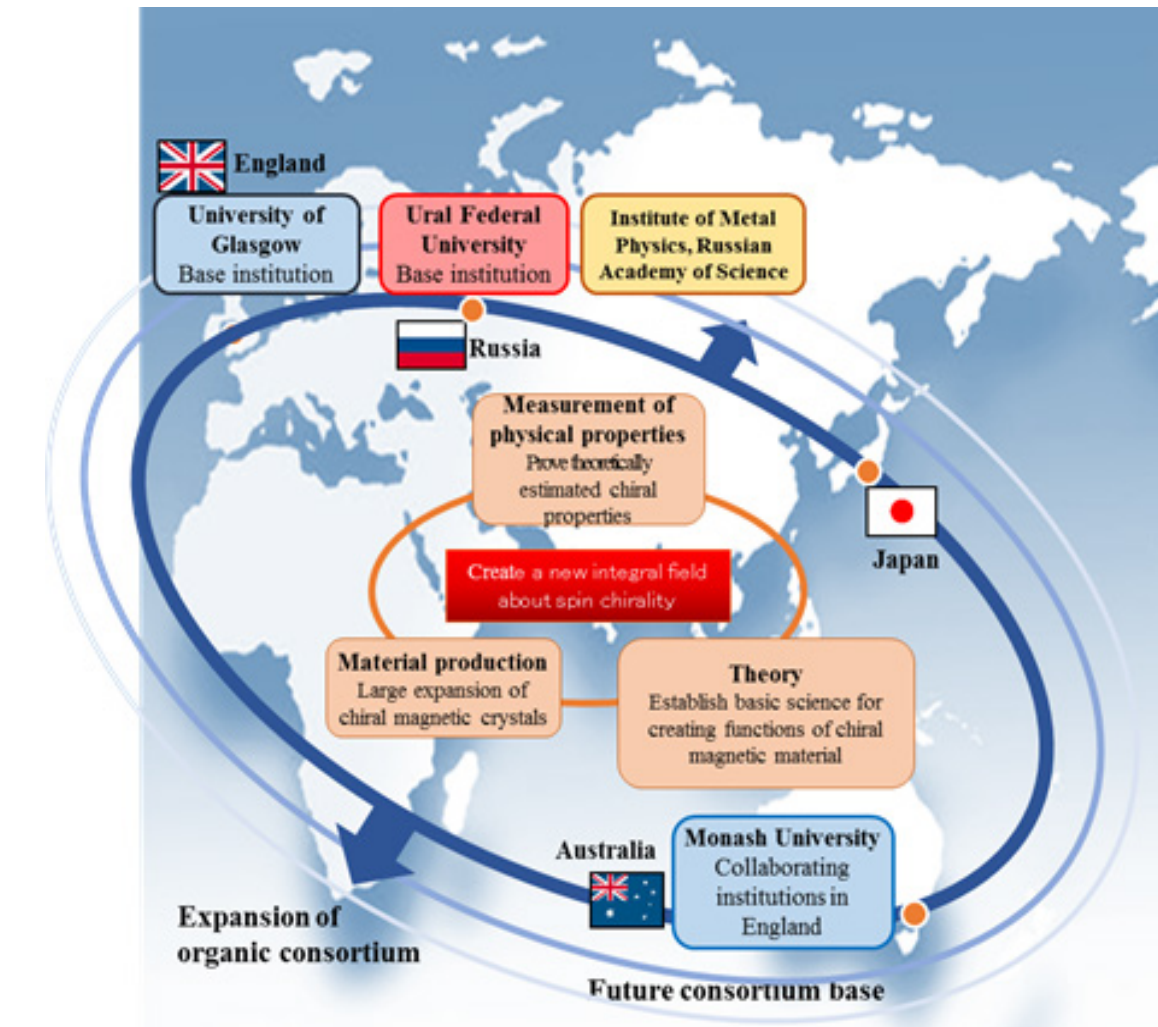 England
University of
Glasgow
Base institution
Ural Federal
University
Base institution
Institute of Metal
Physics, Russian
Academy of Science
Russia
Measurement of
physical properties
Prove theoretically
estimated chiral
properties
Japan
Create a new integral field
about spin chirality
Material production
Large expansion of
chiral magnetic crystals
Theory
Establish basic science for
creating functions of chiral
magnetic material
Australia
Monash University
Collaborating
institutions in
England
Expansion of
organic consortium
Future consortium base